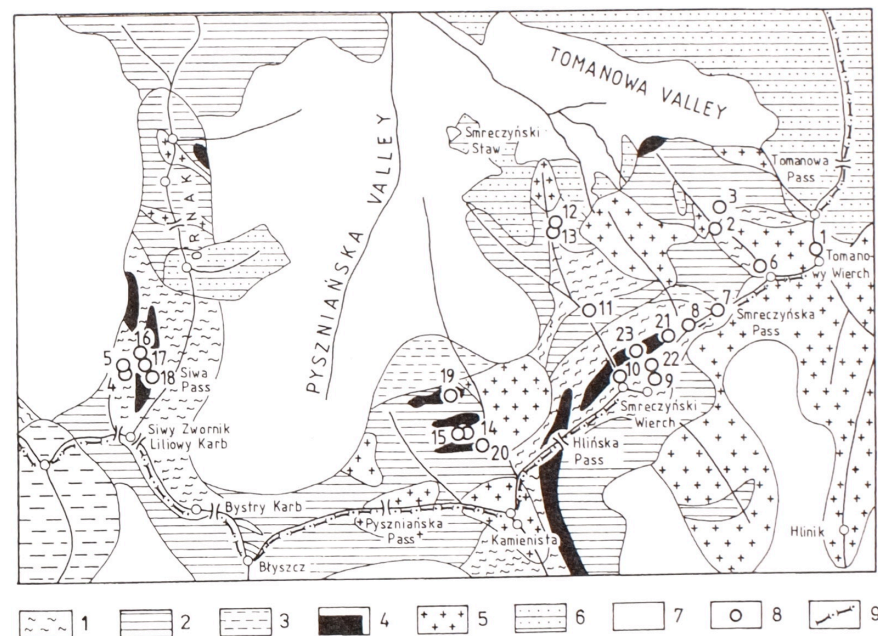 TOMANOWA VALLEY
PYSZNIAŃSKA VALLEY
ORNAK
Smreczyński
Staw
Tomanowa
Pass
3
2
12
13
1
6
Tomano-
wy Wierch
11
7
8
21
Smreczyńska
Pass
23
16
5
17
4
18
Siwa
Pass
19
22
10
9
Smreczyński
Wierch
14
15
20
Siwy Zwornik
Liliowy Karb
Hlińska
Pass
Bystry Karb
Pyszniańska
Pass
Kamienista
Hlinik
Błyszcz
1 2 3 4 5 6 7 8 9